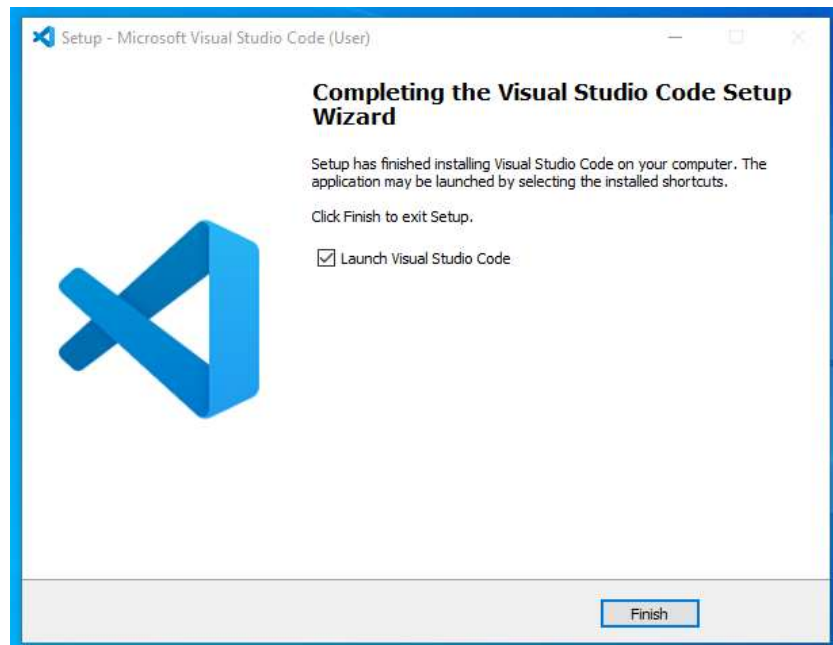 Setup - Microsoft Visual Studio Code (User)
Completing the Visual Studio Code Setup
Wizard
Setup has finished installing Visual Studio Code on your computer. The
application may be launched by selecting the installed shortcuts.
Click Finish to exit Setup.
Launch Visual Studio Code
Finish